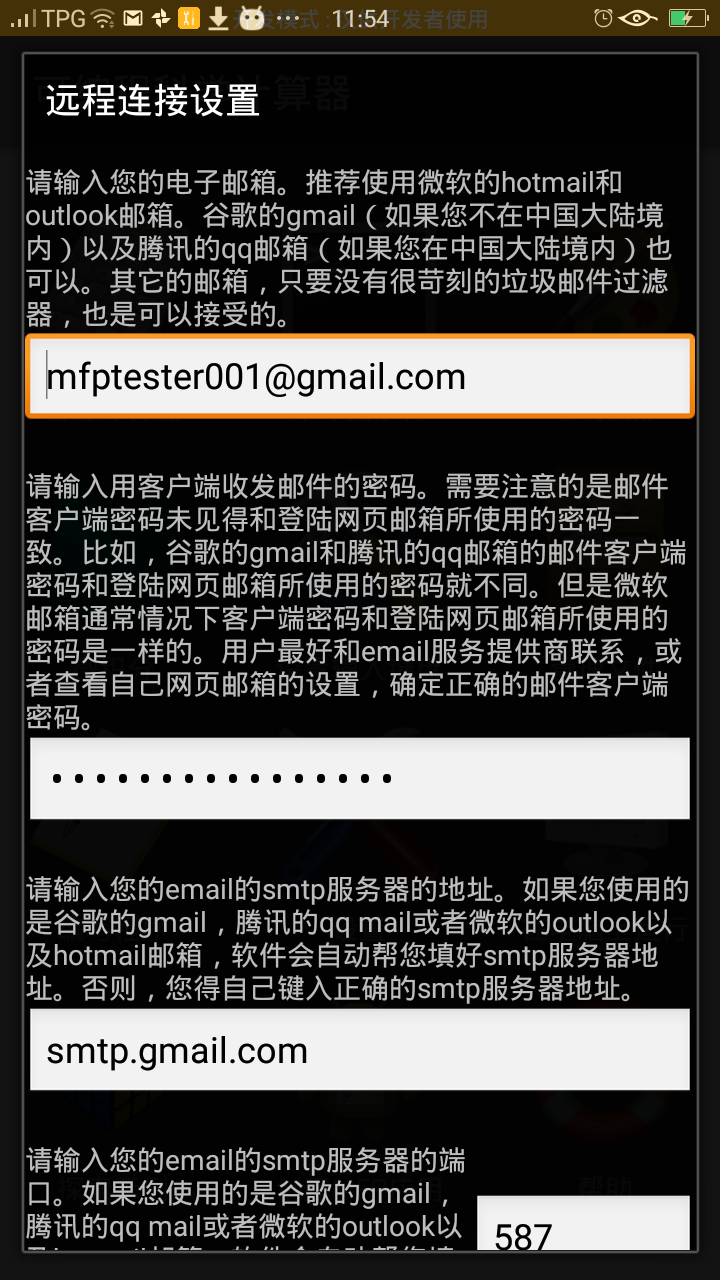 TPG 开发模式：仅供开发者使用 11:54
可编程科学计算器
远程连接设置
请输入您的电子邮箱。推荐使用微软的hotmail和
outlook邮箱。谷歌的gmail（如果您不在中国大陆境
内）以及腾讯的qq邮箱（如果您在中国大陆境内）也
可以。其它的邮箱，只要没有很苛刻的垃圾邮件过滤
器，也是可以接受的。
mfptester001@gmail.com
请输入用客户端收发邮件的密码。需要注意的是邮件
客户端密码未见得和登陆网页邮箱所使用的密码一
致。比如，谷歌的gmail和腾讯的qq邮箱的邮件客户端
密码和登陆网页邮箱所使用的密码就不同。但是微软
邮箱通常情况下客户端密码和登陆网页邮箱所使用的
密码是一样的。用户最好和email服务提供商联系，或
者查看自己网页邮箱的设置，确定正确的邮件客户端
密码。
••••••••••••••••
请输入您的email的smtp服务器的地址。如果您使用的
是谷歌的gmail，腾讯的qq mail或者微软的outlook以
及hotmail邮箱，软件会自动帮您填好smtp服务器地
址。否则，您得自己键入正确的smtp服务器地址。
smtp.gmail.com
请输入您的email的smtp服务器的端
口。如果您使用的是谷歌的gmail，
腾讯的qq mail或者微软的outlook以
587
帮助